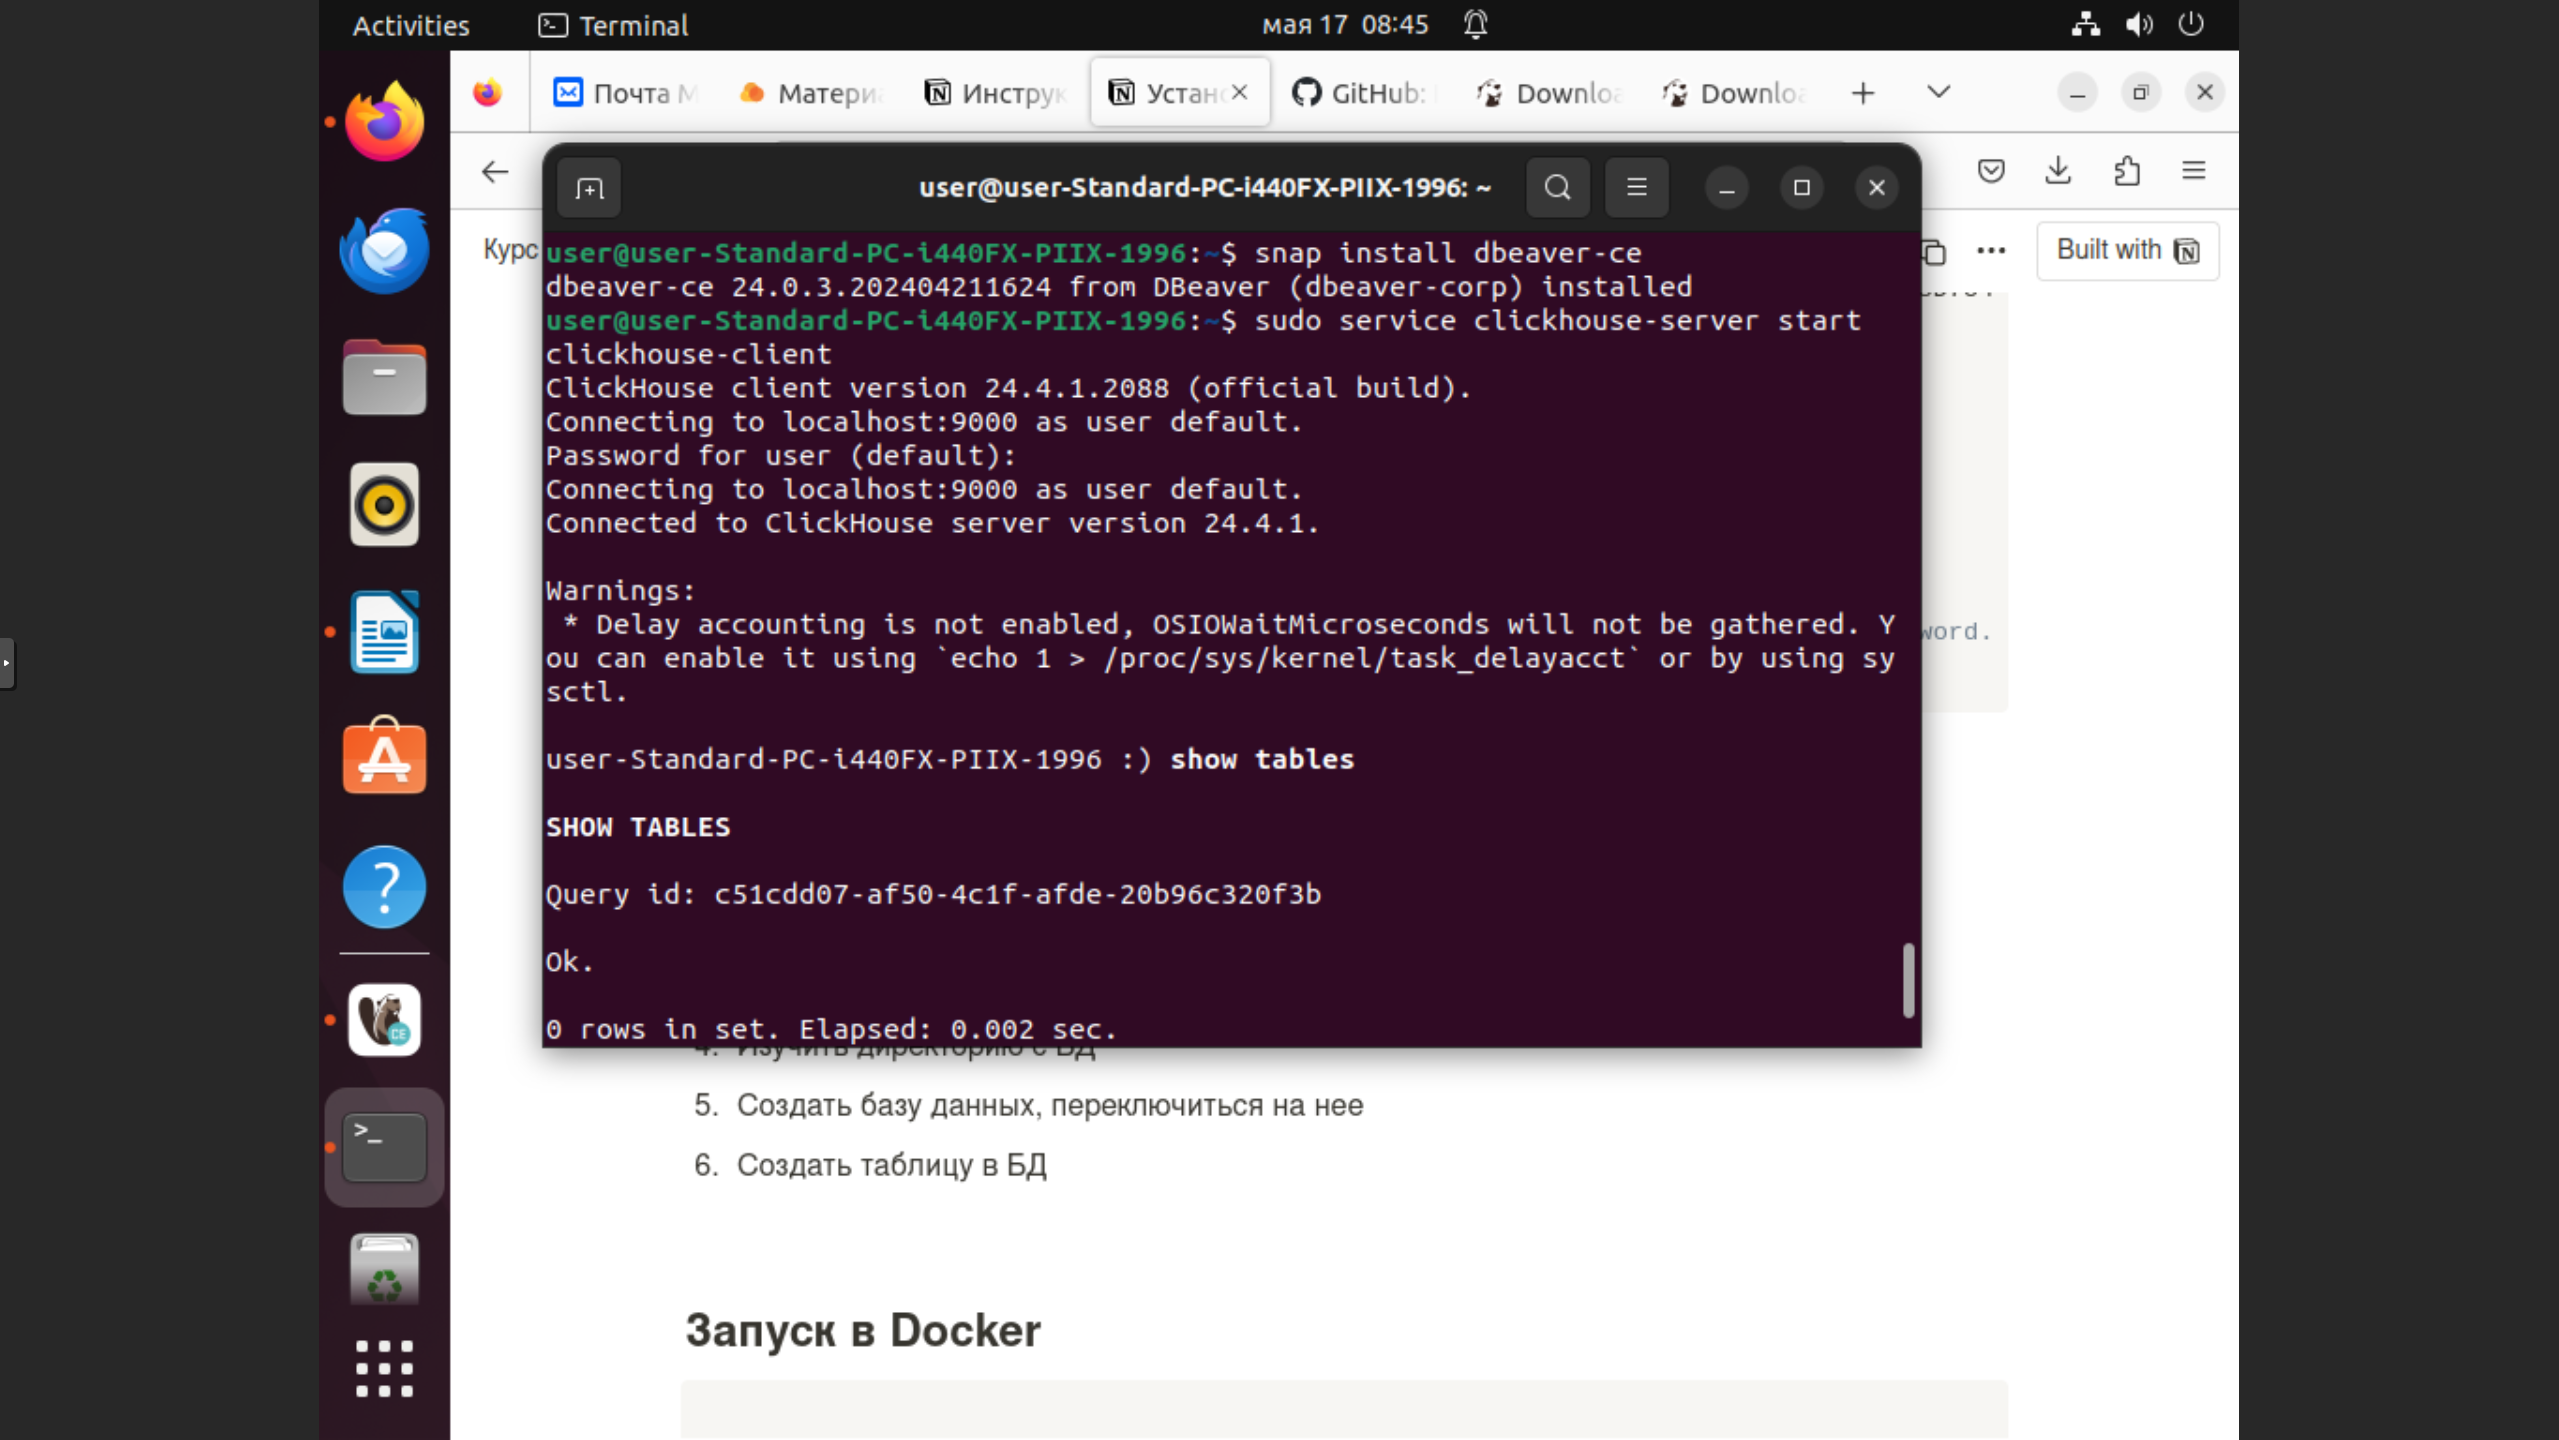 Activities
Terminal
мая 17 08:45
Почта
Матери
Инструк
Устан
GitHub:
Downlo
Downlo
user@user-Standard-PC-i440FX-PIIX-1996: ~
Курс
Built with
user@user-Standard-PC-i440FX-PIIX-1996:~$ snap install dbeaver-ce
dbeaver-ce 24.0.3.202404211624 from DBeaver (dbeaver-corp) installed
user@user-Standard-PC-i440FX-PIIX-1996:~$ sudo service clickhouse-server start
clickhouse-client
ClickHouse client version 24.4.1.2088 (official build).
Connecting to localhost:9000 as user default.
Password for user (default):
Connecting to localhost:9000 as user default.
Connected to ClickHouse server version 24.4.1.
Warnings:
* Delay accounting is not enabled, OSIOWaitMicroseconds will not be gathered. Y
word.
ou can enable it using `echo 1 > /proc/sys/kernel/task_delayacct` or by using sy
sctl.
user-Standard-PC-i440FX-PIIX-1996 :) show tables
SHOW TABLES
Query id: c51cdd07-af50-4c1f-afde-20b96c320f3b
Ok.
0 rows in set. Elapsed: 0.002 sec.
4. Изучить директорию с БД
5. Создать базу данных, переключиться на нее
6. Создать таблицу в БД
Запуск в Docker
CE